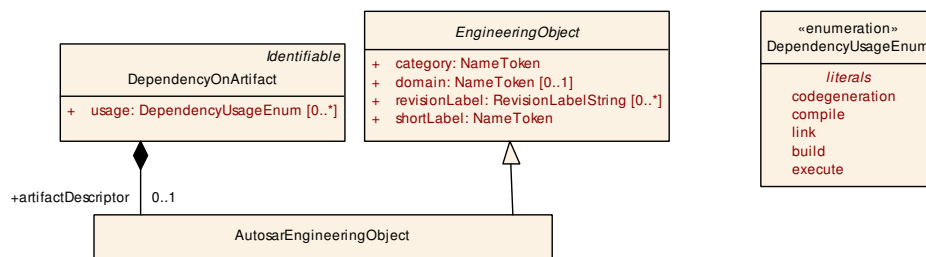 Identifiable
DependencyOnArtifact
+ usage: DependencyUsageEnum [0..*]
EngineeringObject
+ category: NameToken
+ domain: NameToken [0..1]
+ revisionLabel: RevisionLabelString [0..*]
+ shortLabel: NameToken
«enumeration»
DependencyUsageEnum
literals
codegeneration
compile
link
build
execute
+artifactDescriptor 0..1
AutosarEngineeringObject